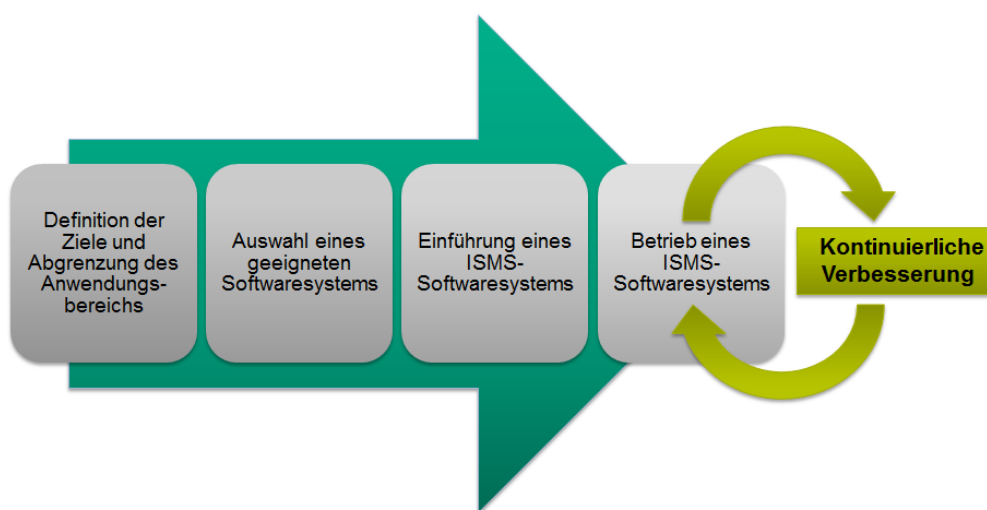 Definition der
Ziele und
Abgrenzung des
Anwendungs-
bereichs
Auswahl eines
geeigneten
Softwaresystems
Einführung eines
ISMS-
Softwaresystems
Betrieb eines
ISMS-
Softwaresystems
Kontinuierliche
Verbesserung